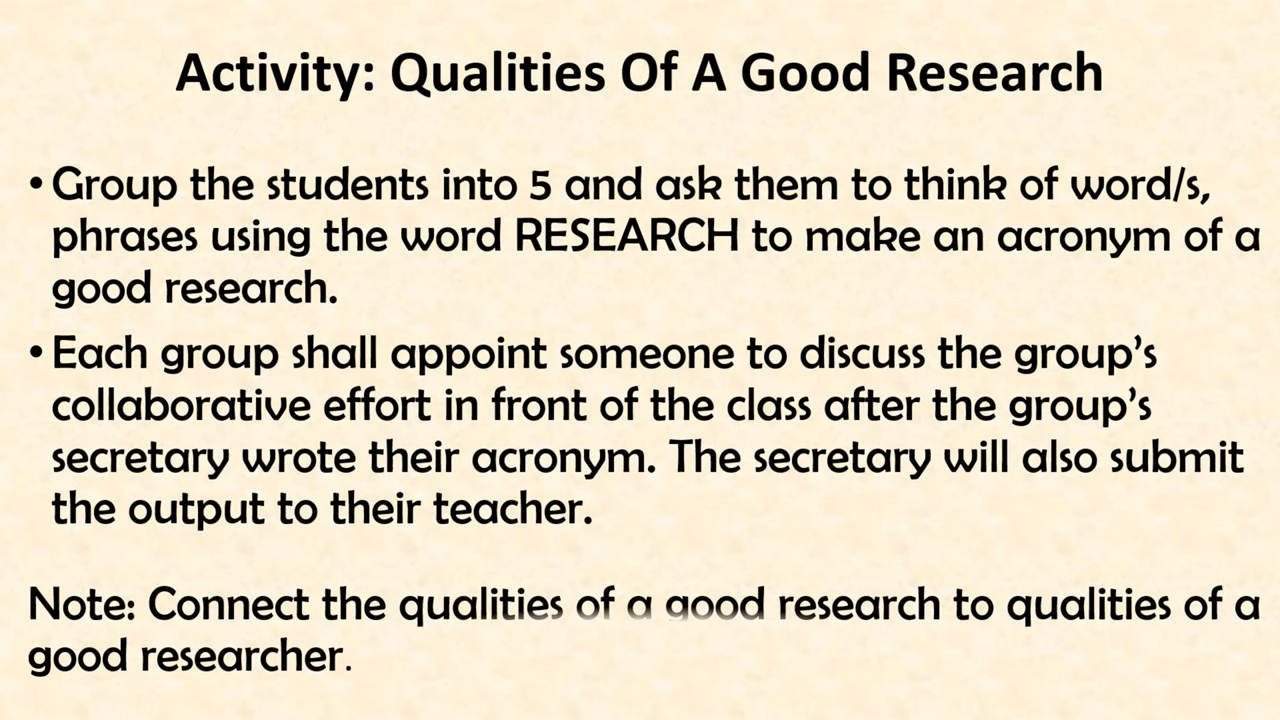 Activity: Qualities Of A Good Research
• Group the students into 5 and ask them to think of word/s,
phrases using the word RESEARCH to make an acronym of a
good research.
• Each group shall appoint someone to discuss the group's
collaborative effort in front of the class after the group's
secretary wrote their acronym. The secretary will also submit
the output to their teacher.
Note: Connect the qualities of a good research to qualities of a
good researcher.